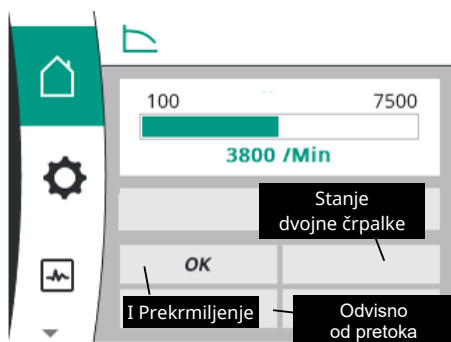 100
7500
3800 /Min
Stanje
dvojne črpalke
OK
I Prekrmiljenje
Odvisno
od pretoka